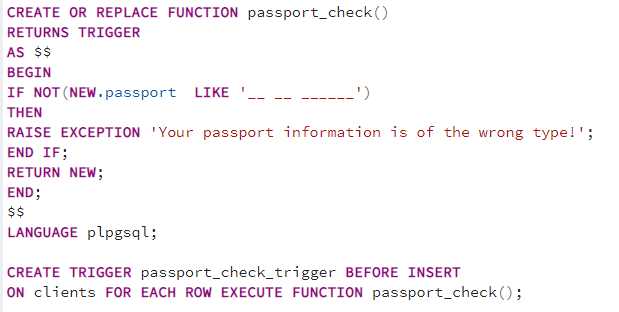 CREATE OR REPLACE FUNCTION passport_check()
RETURNS TRIGGER
AS $$
BEGIN
IF NOT(NEW.passport  LIKE '__ __ ______')
THEN
RAISE EXCEPTION 'Your passport information is of the wrong type!';
END IF;
RETURN NEW;
END;
$$
LANGUAGE plpgsql;

CREATE TRIGGER passport_check_trigger BEFORE INSERT
ON clients FOR EACH ROW EXECUTE FUNCTION passport_check();